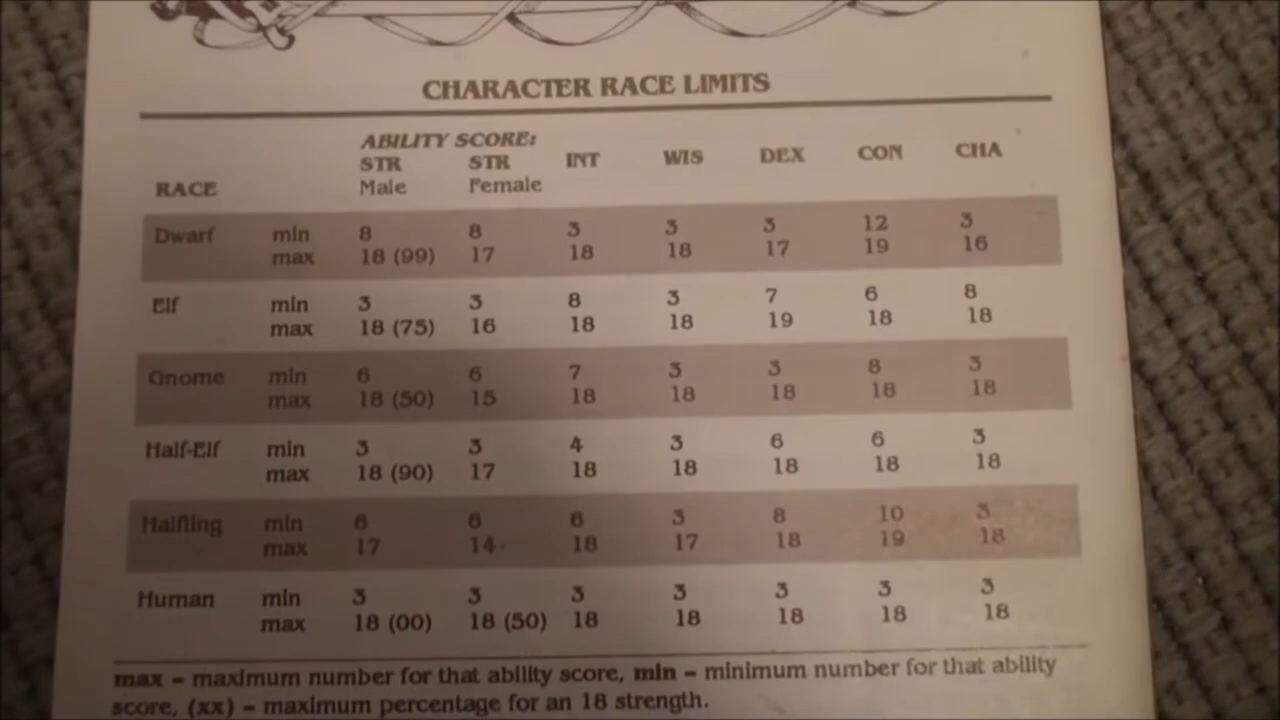 CHARACTER RACE LIMITS
ABILITY SCORE:
RACE STR Male STR Female INT WIS DEX CON CHA
Dwarf min 8 8 3 3 3 12 3
max 18 (99) 17 18 18 17 19 16
Elf min 3 3 8 3 7 6 8
max 18 (75) 16 18 18 19 18 18
Gnome min 6 6 7 3 3 8 3
max 18 (50) 15 18 18 18 18 18
Half-Elf min 3 3 4 3 6 6 3
max 18 (90) 17 18 18 18 18 18
Halfling min 6 6 6 3 8 10 3
max 17 14 18 17 18 19 18
Human min 3 3 3 3 3 3 3
max 18 (00) 18 (50) 18 18 18 18 18
max = maximum number for that ability score, min = minimum number for that ability
score, (xx) = maximum percentage for an 18 strength.